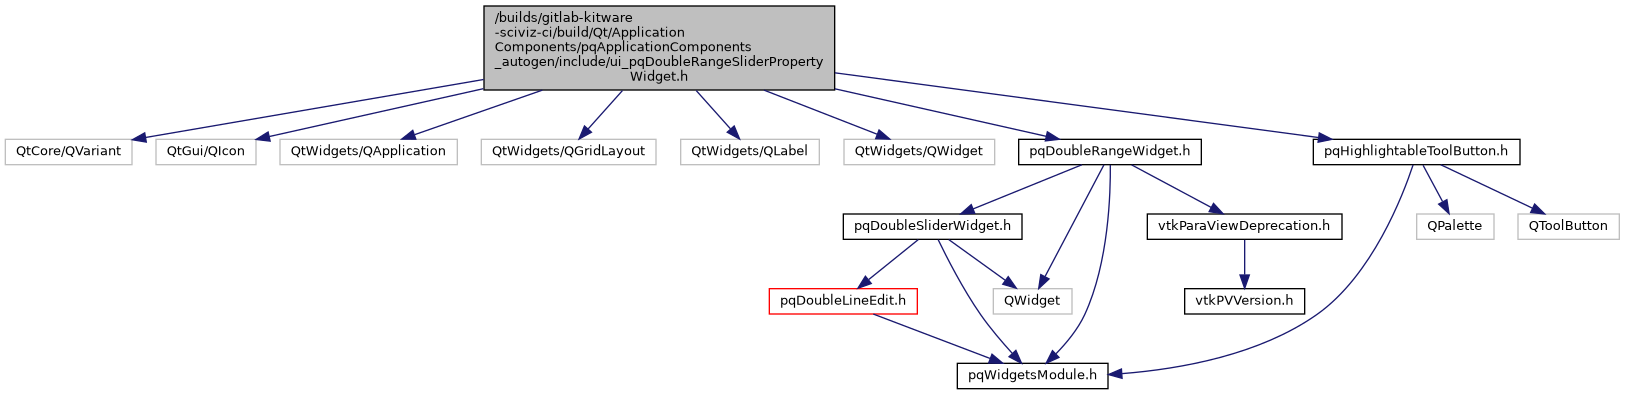 /builds/gitlab-kitware
-sciviz-ci/build/Qt/Application
Components/pqApplicationComponents
_autogen/include/ui_pqDoubleRangeSliderProperty
Widget.h
QtCore/QVariant
QtGui/QIcon
QtWidgets/QApplication
QtWidgets/QGridLayout
QtWidgets/QLabel
QtWidgets/QWidget
pqDoubleRangeWidget.h
pqHighlightableToolButton.h
pqDoubleSliderWidget.h
vtkParaViewDeprecation.h
QPalette
QToolButton
pqDoubleLineEdit.h
QWidget
vtkPVVersion.h
pqWidgetsModule.h